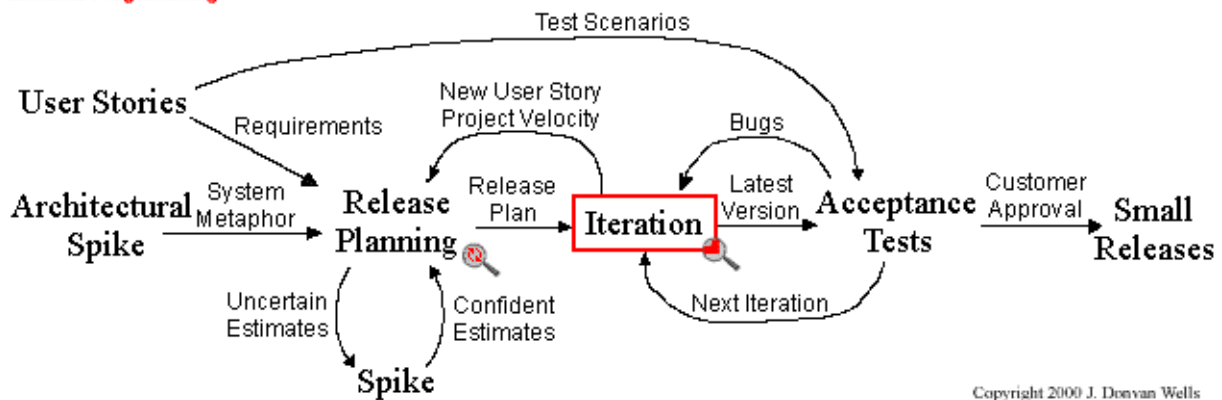 Test Scenarios
User Stories
Requirements
New User Story
Project Velocity
Bugs
Architectural
Spike
System
Metaphor
Release
Planning
Release
Plan
Iteration
Latest
Version
Acceptance
Tests
Customer
Approval
Small
Releases
Uncertain
Estimates
Confident
Estimates
Next Iteration
Spike
Copyright 2000 J. Donvan Wells